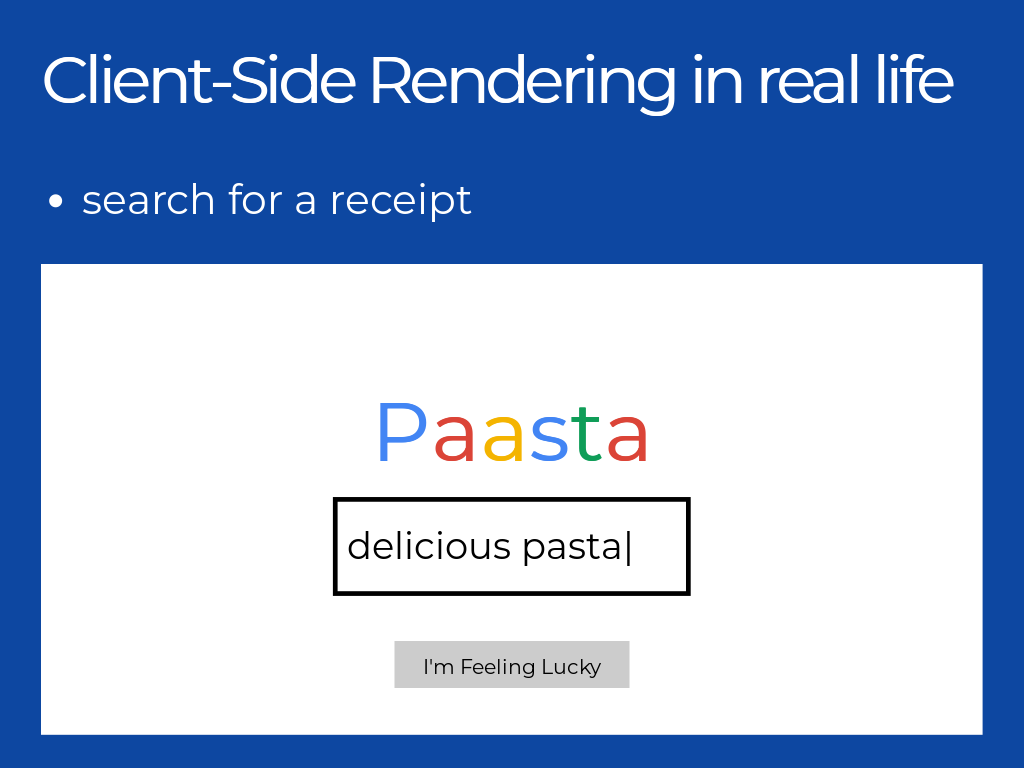 Client-Side Rendering in real life
• search for a receipt
Paasta
delicious pasta|
I'm Feeling Lucky